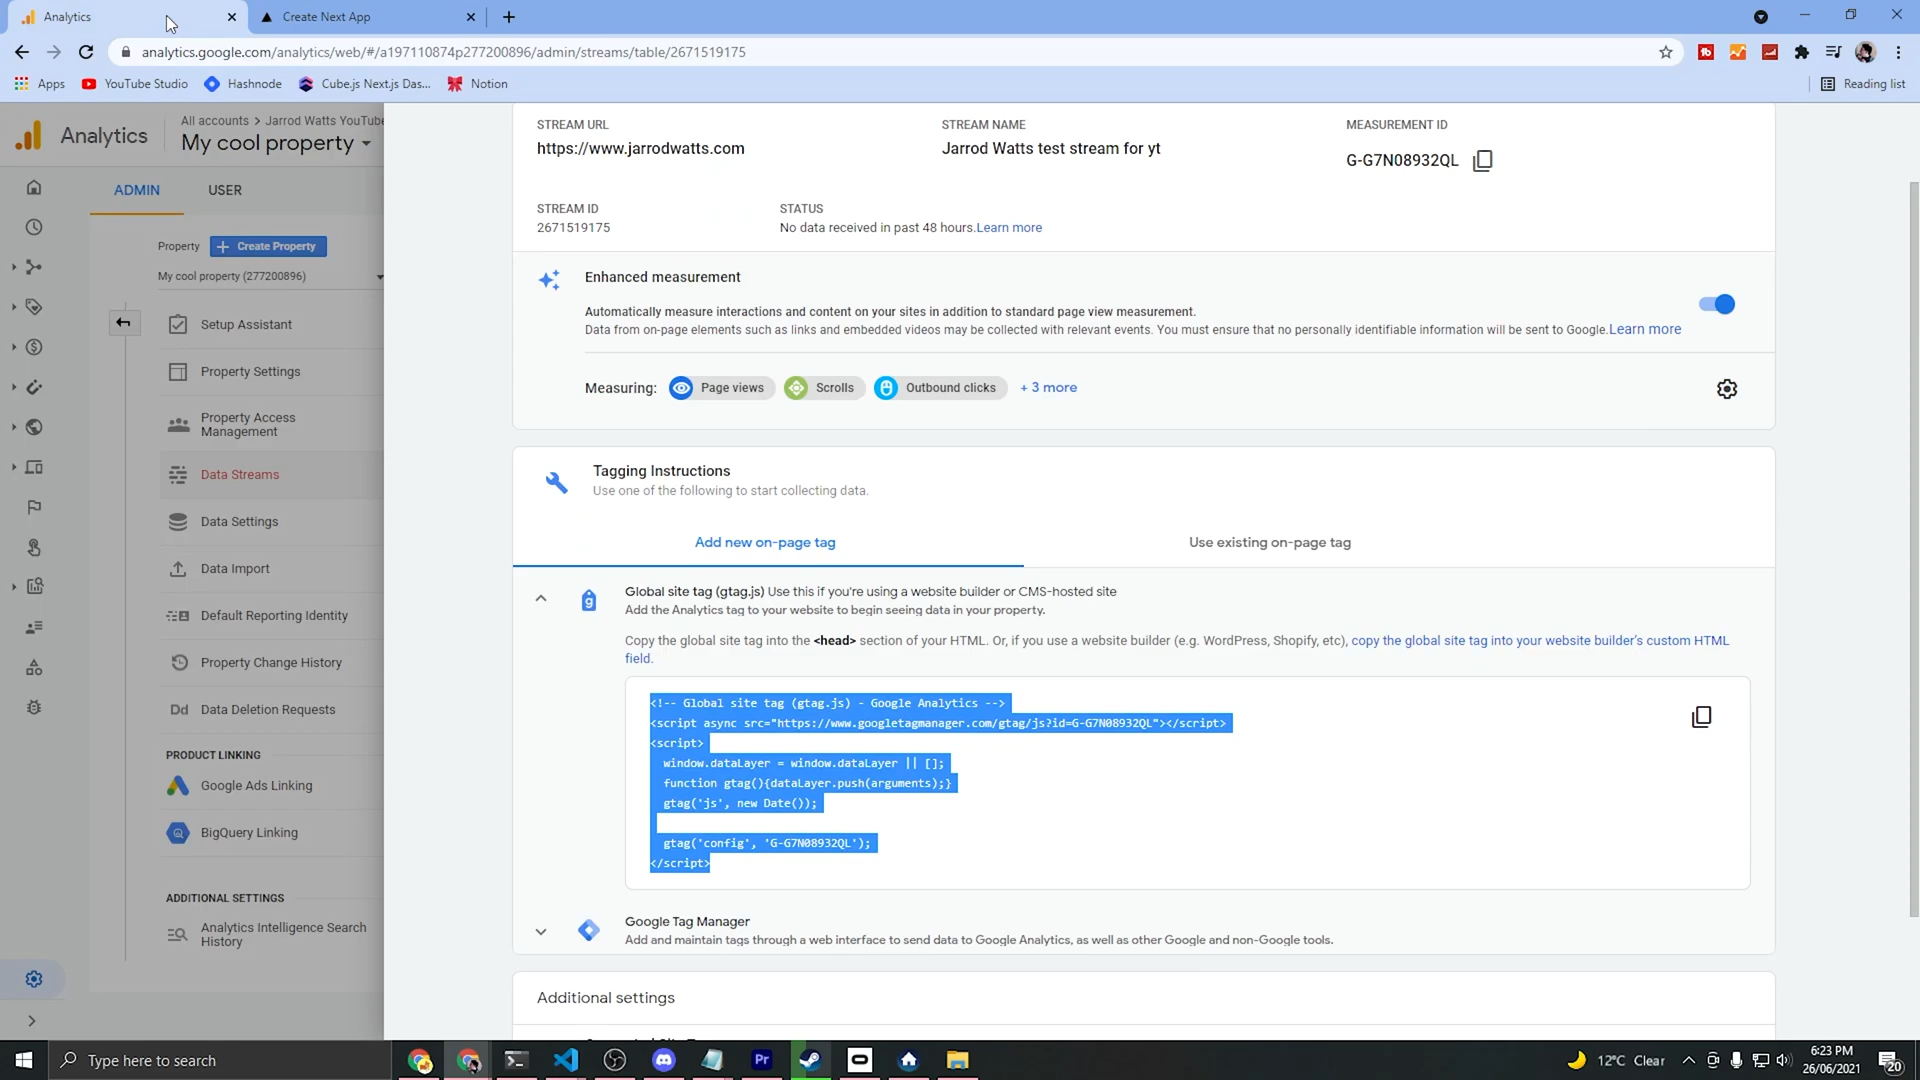 Analytics
Create Next App
analytics.google.com/analytics/web/#/a197110874p277200896/admin/streams/table/2671519175
Apps
YouTube Studio
Hashnode
Cube.js Next.js Das...
Notion
Reading list
Analytics
All accounts > Jarrod Watts YouTube
My cool property
ADMIN
USER
Property
Create Property
My cool property (277200896)
Setup Assistant
Property Settings
Property Access
Management
Data Streams
Data Settings
Data Import
Default Reporting Identity
Property Change History
Dd Data Deletion Requests
PRODUCT LINKING
Google Ads Linking
BigQuery Linking
ADDITIONAL SETTINGS
Analytics Intelligence Search
History
STREAM URL
https://www.jarrodwatts.com
STREAM NAME
Jarrod Watts test stream for yt
MEASUREMENT ID
G-G7N08932QL
STREAM ID
2671519175
STATUS
No data received in past 48 hours.Learn more
Enhanced measurement
Automatically measure interactions and content on your sites in addition to standard page view measurement.
Data from on-page elements such as links and embedded videos may be collected with relevant events. You must ensure that no personally identifiable information will be sent to Google.Learn more
Measuring:
Page views
Scrolls
Outbound clicks
+ 3 more
Tagging Instructions
Use one of the following to start collecting data.
Add new on-page tag
Use existing on-page tag
g
Global site tag (gtag.js) Use this if you're using a website builder or CMS-hosted site
Add the Analytics tag to your website to begin seeing data in your property.
Copy the global site tag into the <head> section of your HTML. Or, if you use a website builder (e.g. WordPress, Shopify, etc), copy the global site tag into your website builder's custom HTML
field.
<!-- Global site tag (gtag.js) - Google Analytics -->
<script async src="https://www.googletagmanager.com/gtag/js?id=G-G7N08932QL"></script>
<script>
window.dataLayer = window.dataLayer || [];
function gtag(){dataLayer.push(arguments);}
gtag('js', new Date());
gtag('config', 'G-G7N08932QL');
</script>
Google Tag Manager
Add and maintain tags through a web interface to send data to Google Analytics, as well as other Google and non-Google tools.
Additional settings
Type here to search
Pr
12°C Clear
6:23 PM
26/06/2021
20